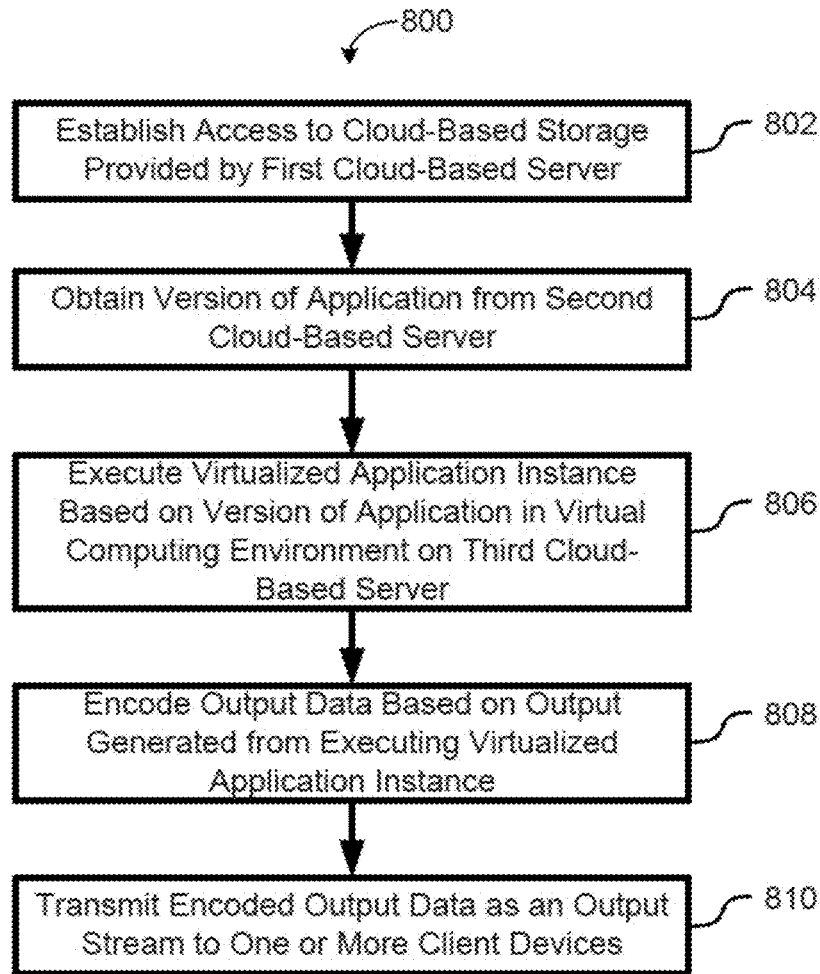 800
Establish Access to Cloud-Based Storage
Provided by First Cloud-Based Server
802
Obtain Version of Application from Second
Cloud-Based Server
804
Execute Virtualized Application Instance
Based on Version of Application in Virtual
Computing Environment on Third Cloud-
Based Server
806
Encode Output Data Based on Output
Generated from Executing Virtualized
Application Instance
808
Transmit Encoded Output Data as an Output
Stream to One or More Client Devices
810